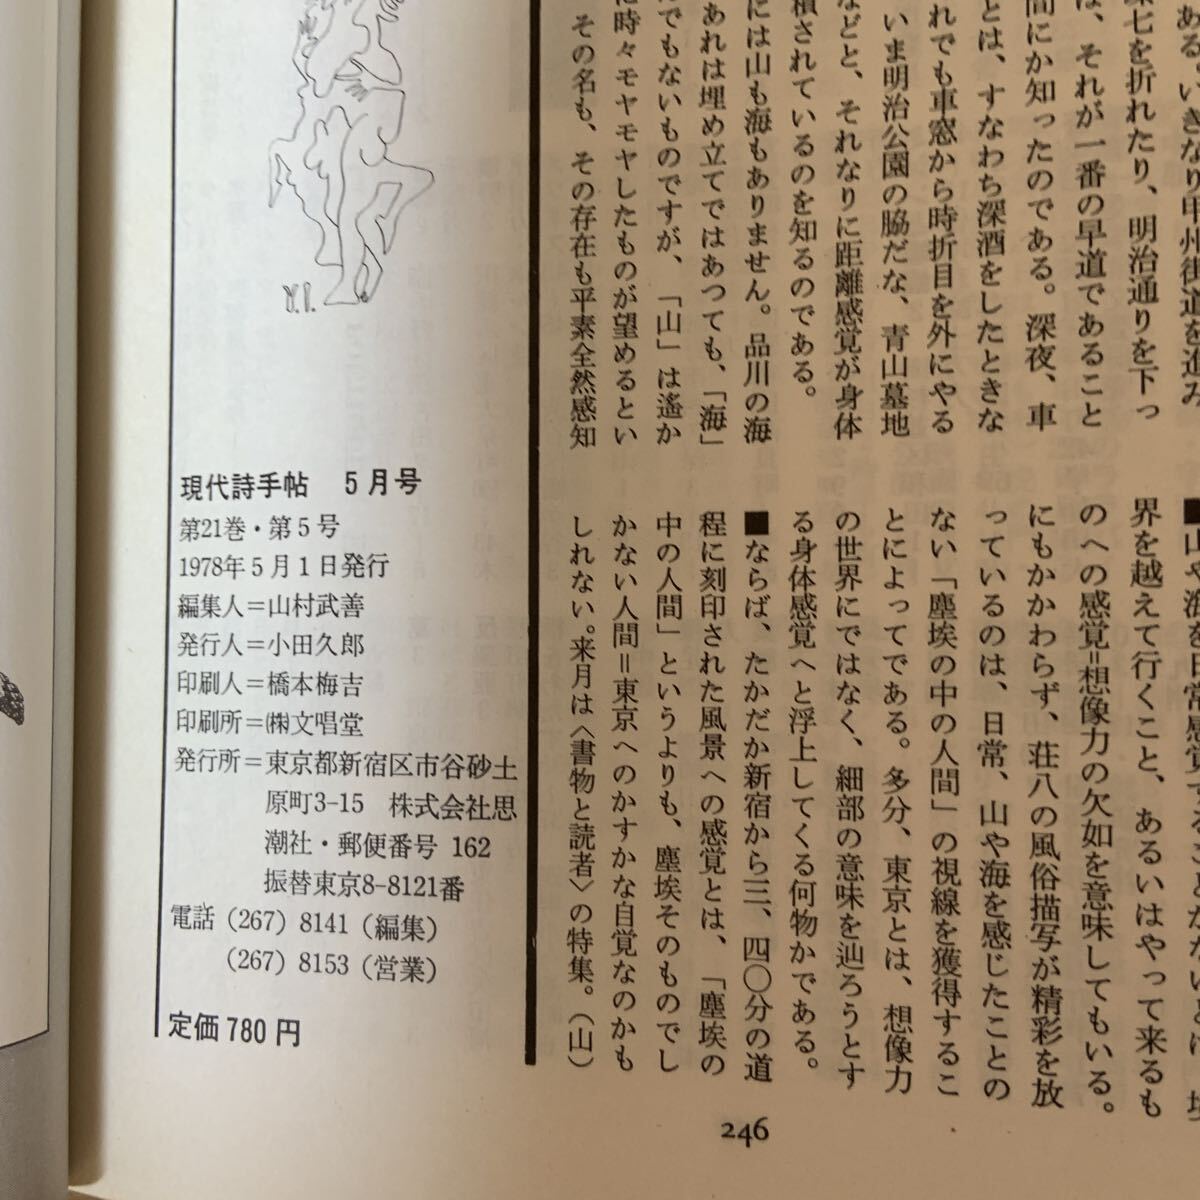 ある。いきなり甲州街道を進み
七を折れたり、明治通りを下っ
は、それが一番の早道であること
間にか知ったのである。深夜、車
とは、すなわち深酒をしたときな
れでも車窓から時折目を外にやる
いま明治公園の脇だな、青山墓地
などと、それなりに距離感覚が身体
積されているのを知るのである。
には山も海もありません。品川の海
あれは埋め立てではあつても、「海」
んでもないものですが、「山」は遙か
に時々モヤモヤしたものが望めるとい
その名も、その存在も平素全然感知
■山や海を日常感覚することがないと
界を越えて行くこと、あるいはやって来るも
のへの感覚=想像力の欠如を意味してもいる。
にもかかわらず、荘八の風俗描写が精彩を放
っているのは、日常、山や海を感じたことの
ない「塵埃の中の人間」の視線を獲得するこ
とによってである。多分、東京とは、想像力
の世界にではなく、細部の意味を辿ろうとす
る身体感覚へと浮上してくる何物かである。
■ならば、たかだか新宿から三、四〇分の道
程に刻印された風景への感覚とは、「塵埃の
中の人間」というよりも、塵埃そのものでし
かない人間=東京へのかすかな自覚なのかも
しれない。来月は〈書物と読者〉の特集。(山)
Y.I.
現代詩手帖 5月号
第21巻・第5号
1978年5月1日発行
編集人=山村武善
発行人=小田久郎
印刷人=橋本梅吉
印刷所=㈱文唱堂
発行所=東京都新宿区市谷砂土
原町3-15 株式会社思
潮社・郵便番号 162
振替東京8-8121番
電話 (267) 8141 (編集)
(267) 8153 (営業)
定価780円
246